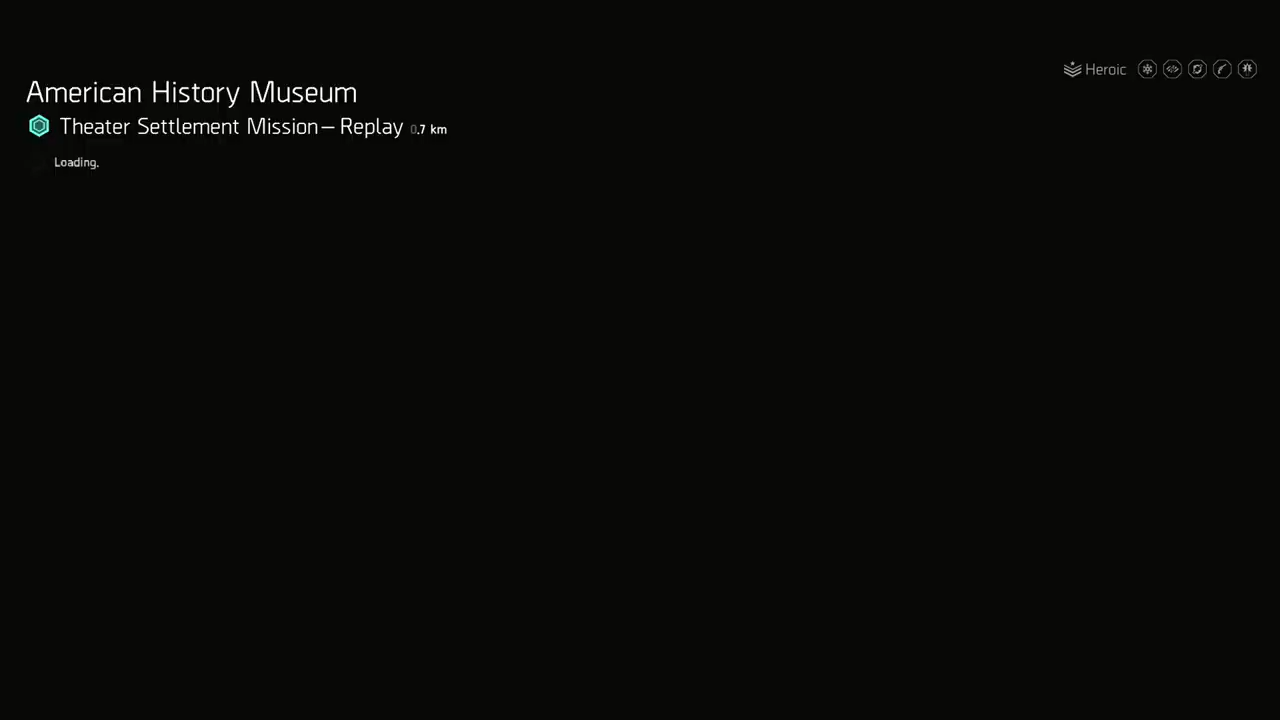 Heroic
American History Museum
Theater Settlement Mission — Replay 0.7 km
Loading.